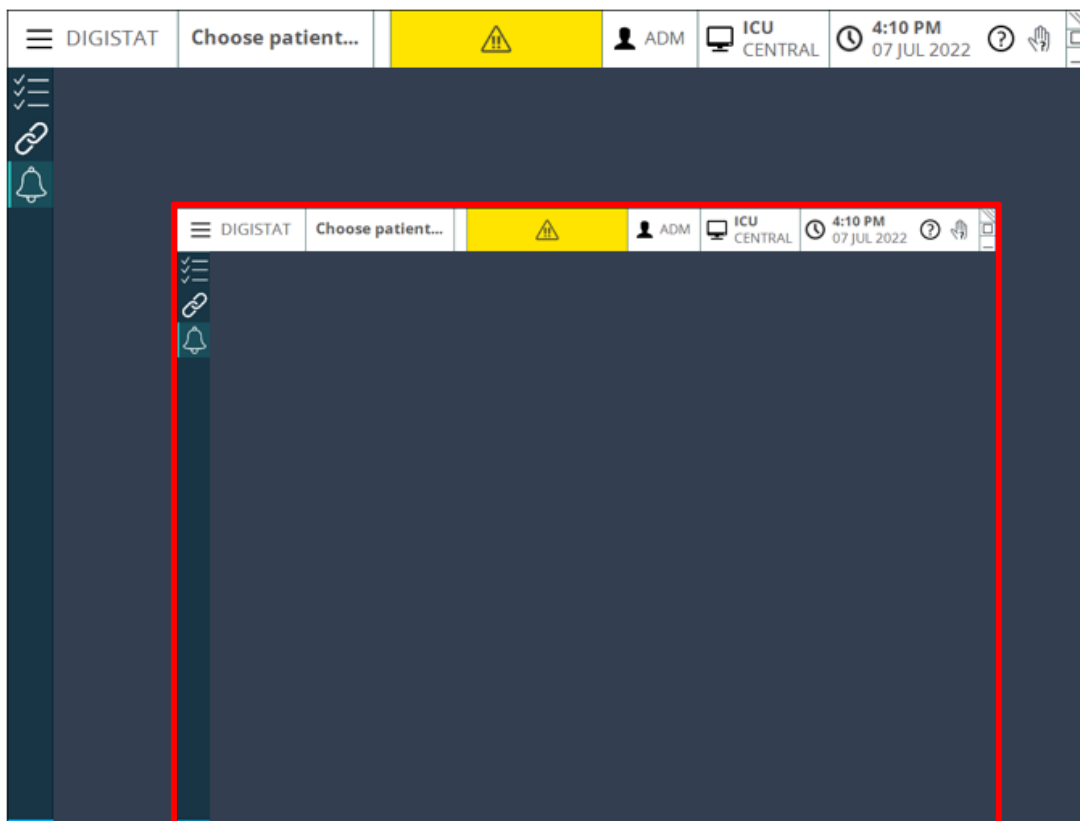 DIGISTAT Choose patient... ADM ICU 4:10 PM
CENTRAL 07 JUL 2022
DIGISTAT Choose patient... ADM ICU 4:10 PM
CENTRAL 07 JUL 2022